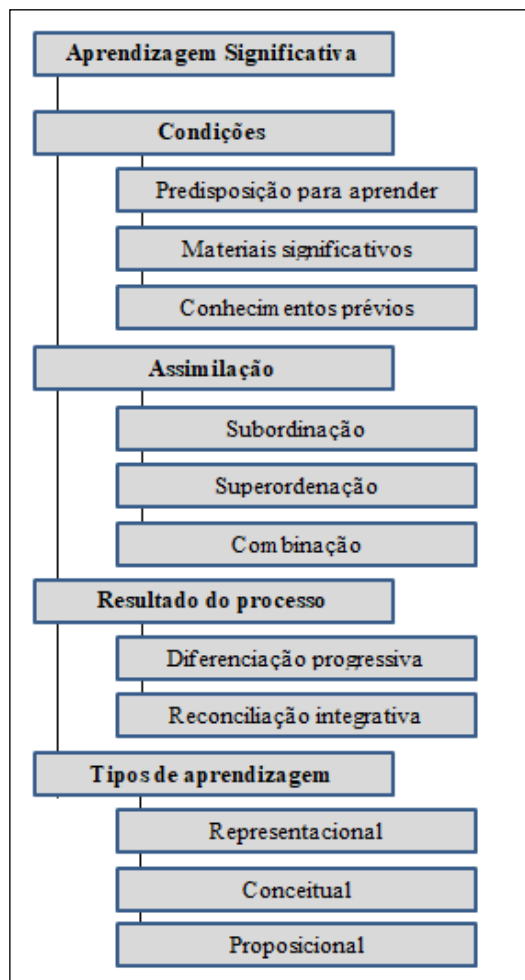 Aprendizagem Significativa
Condições
Predisposição para aprender
Materiais significativos
Conhecimentos prévios
Assimilação
Subordinação
Superordenação
Combinação
Resultado do processo
Diferenciação progressiva
Reconciliação integrativa
Tipos de aprendizagem
Representacional
Conceitual
Proposicional